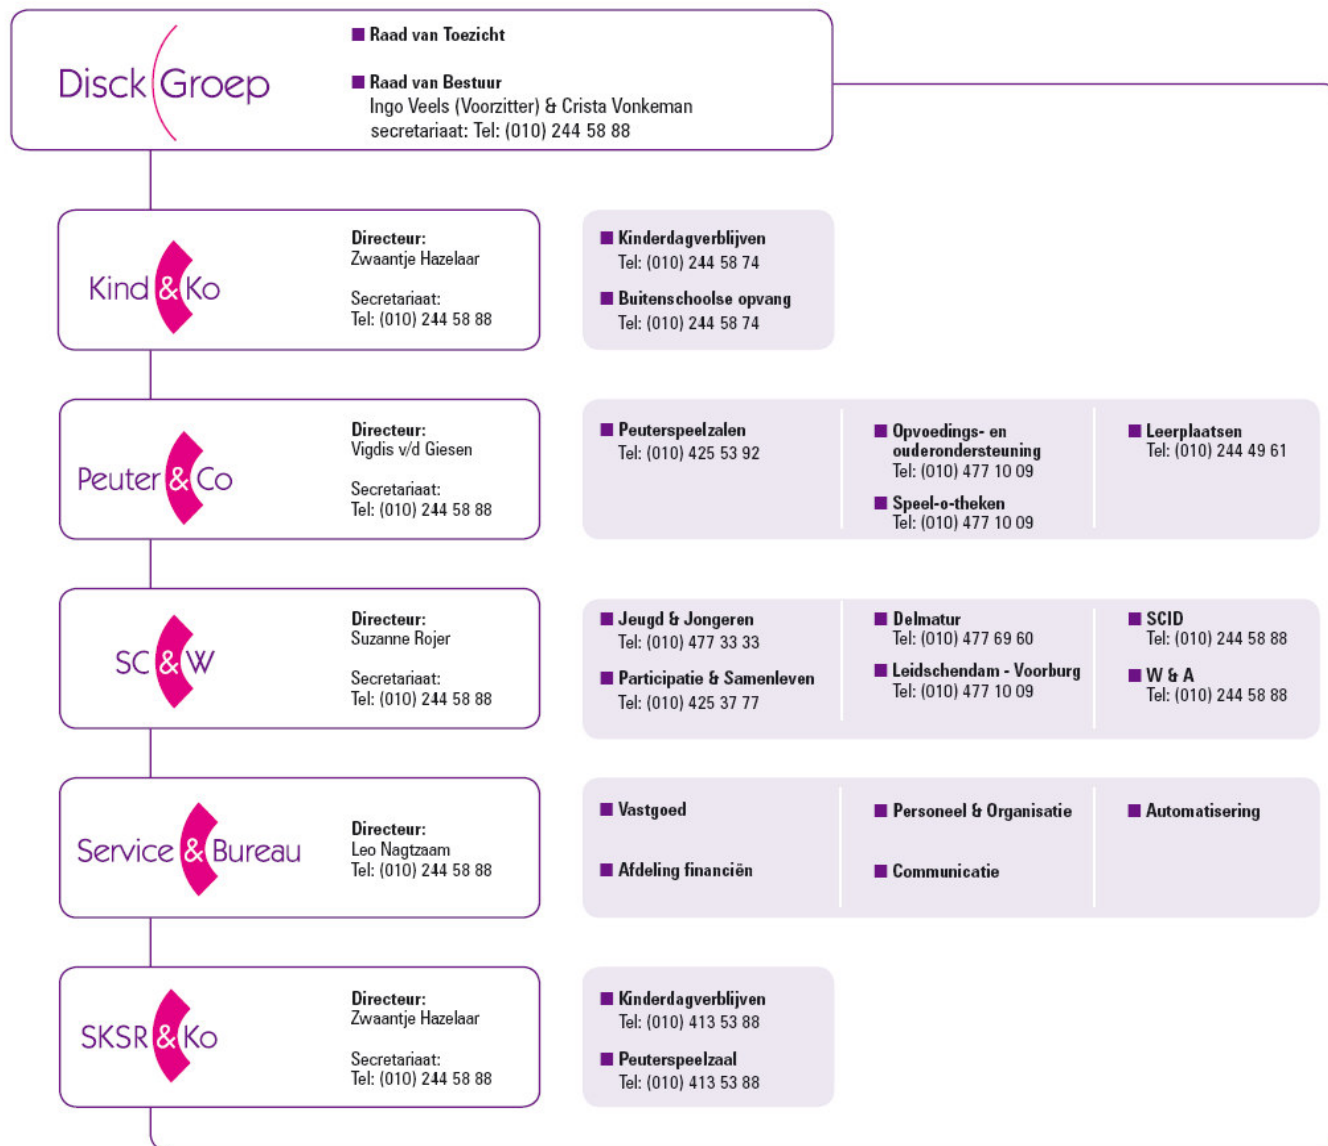 Disck Groep
Raad van Toezicht
Raad van Bestuur
Ingo Veels (Voorzitter) & Crista Vonkeman
secretariaat: Tel: (010) 244 58 88
Kind & Ko
Directeur:
Zwaantje Hazelaar
Secretariaat:
Tel: (010) 244 58 88
Kinderdagverblijven
Tel: (010) 244 58 74
Buitenschoolse opvang
Tel: (010) 244 58 74
Peuter & Co
Directeur:
Vigdis v/d Giesen
Secretariaat:
Tel: (010) 244 58 88
Peuterspeelzalen
Tel: (010) 425 53 92
Opvoedings- en
ouderondersteuning
Tel: (010) 477 10 09
Speel-o-theken
Tel: (010) 477 10 09
Leerplaatsen
Tel: (010) 244 49 61
SC & W
Directeur:
Suzanne Rojer
Secretariaat:
Tel: (010) 244 58 88
Jeugd & Jongeren
Tel: (010) 477 33 33
Participatie & Samenleven
Tel: (010) 425 37 77
Delmatur
Tel: (010) 477 69 60
Leidschendam - Voorburg
Tel: (010) 477 10 09
SCID
Tel: (010) 244 58 88
W & A
Tel: (010) 244 58 88
Service & Bureau
Directeur:
Leo Nagtzaam
Tel: (010) 244 58 88
Vastgoed
Afdeling financiën
Personeel & Organisatie
Communicatie
Automatisering
SKSR & Ko
Directeur:
Zwaantje Hazelaar
Secretariaat:
Tel: (010) 244 58 88
Kinderdagverblijven
Tel: (010) 413 53 88
Peuterspeelzaal
Tel: (010) 413 53 88